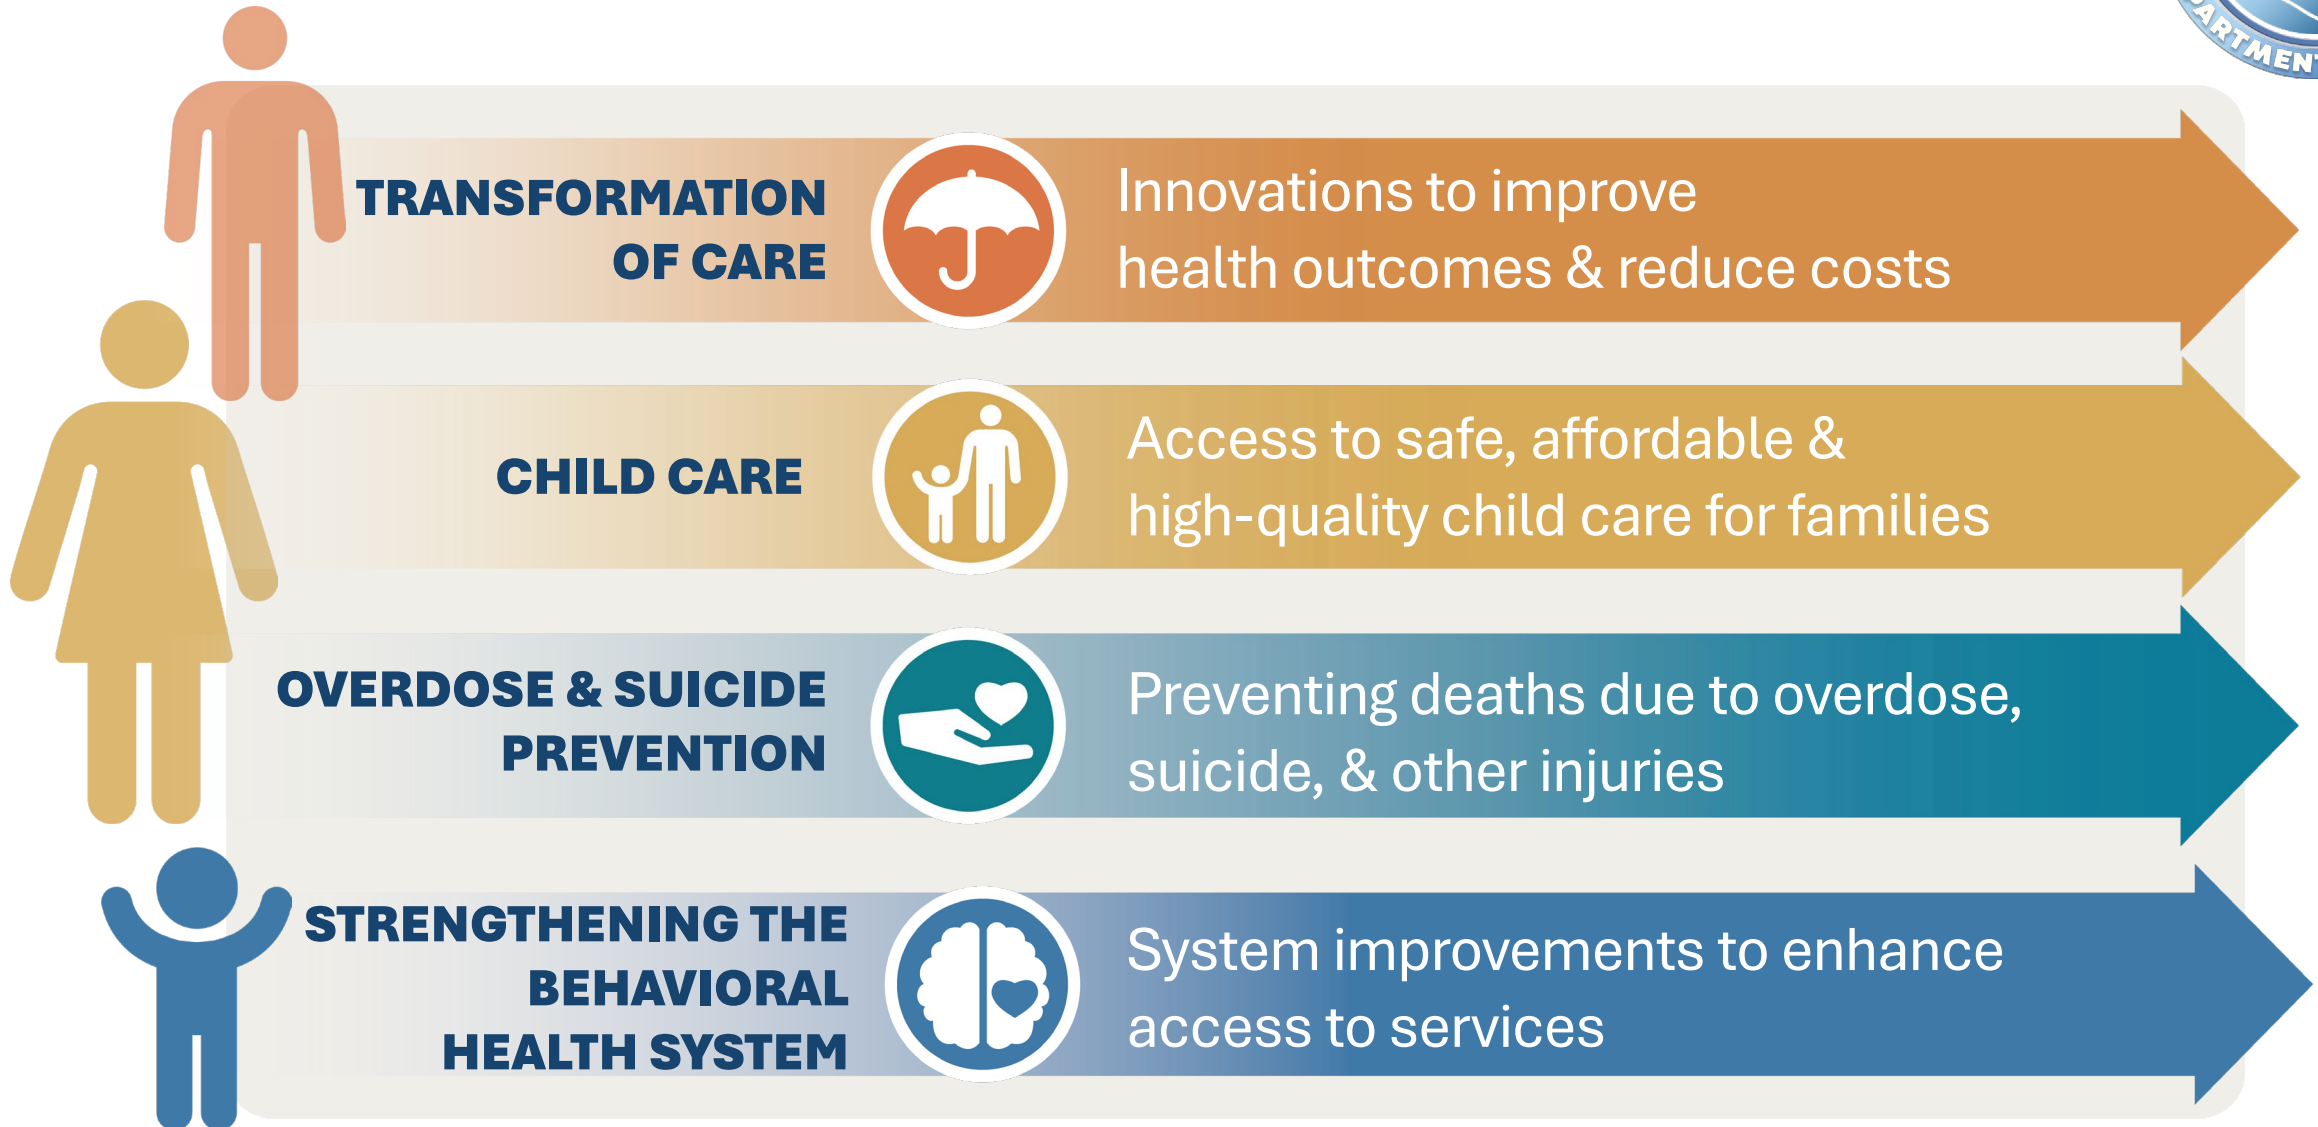 TRANSFORMATION
OF CARE
Innovations to improve
health outcomes & reduce costs
CHILD CARE
Access to safe, affordable &
high-quality child care for families
OVERDOSE & SUICIDE
PREVENTION
Preventing deaths due to overdose,
suicide, & other injuries
STRENGTHENING THE
BEHAVIORAL
HEALTH SYSTEM
System improvements to enhance
access to services